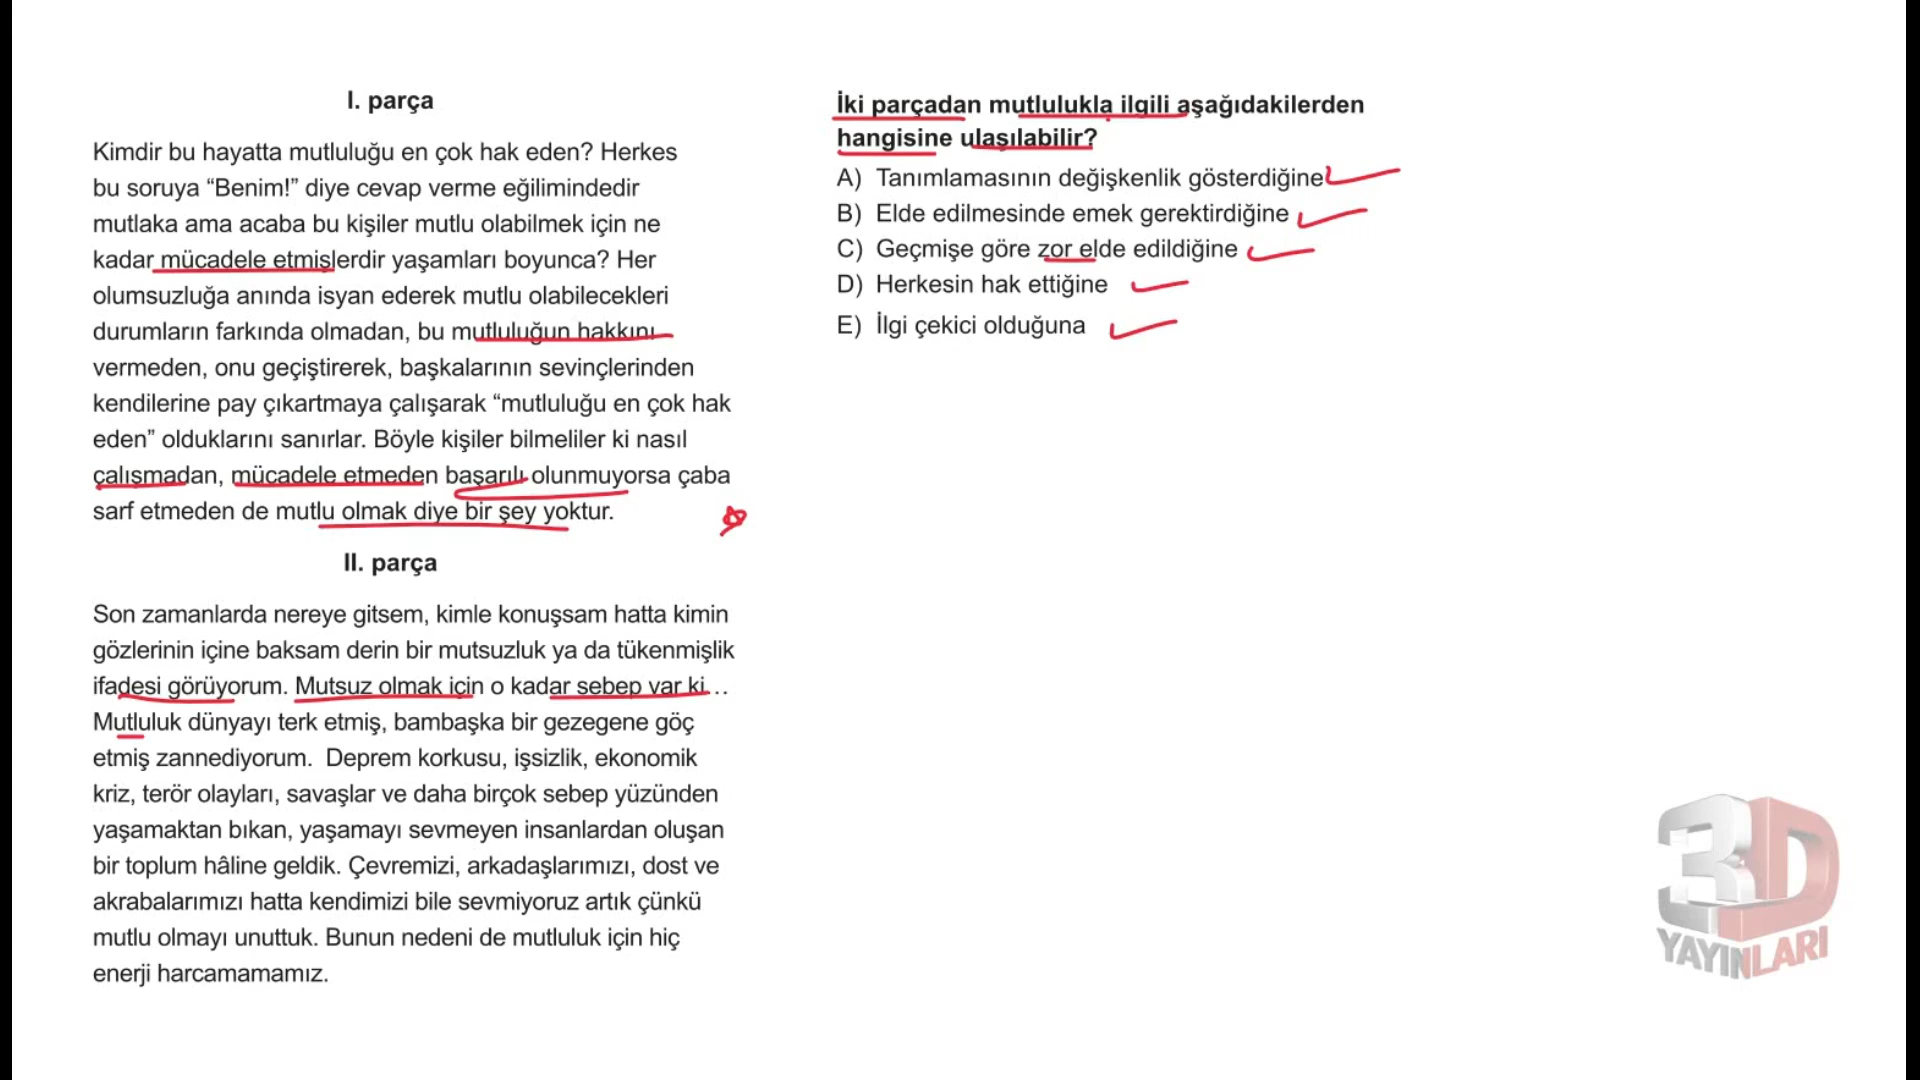 I. parça
Kimdir bu hayatta mutluluğu en çok hak eden? Herkes
bu soruya “Benim!” diye cevap verme eğilimindedir
mutlaka ama acaba bu kişiler mutlu olabilmek için ne
kadar mücadele etmişlerdir yaşamları boyunca? Her
olumsuzluğa anında isyan ederek mutlu olabilecekleri
durumların farkında olmadan, bu mutluluğun hakkını
vermeden, onu geçiştirerek, başkalarının sevinçlerinden
kendilerine pay çıkartmaya çalışarak “mutluluğu en çok hak
eden” olduklarını sanırlar. Böyle kişiler bilmeliler ki nasıl
çalışmadan, mücadele etmeden başarılı olunmuyorsa çaba
sarf etmeden de mutlu olmak diye bir şey yoktur.
II. parça
Son zamanlarda nereye gitsem, kimle konuşsam hatta kimin
gözlerinin içine baksam derin bir mutsuzluk ya da tükenmişlik
ifadesi görüyorum. Mutsuz olmak için o kadar sebep var ki…
Mutluluk dünyayı terk etmiş, bambaşka bir gezegene göç
etmiş zannediyorum. Deprem korkusu, işsizlik, ekonomik
kriz, terör olayları, savaşlar ve daha birçok sebep yüzünden
yaşamaktan bıkan, yaşamayı sevmeyen insanlardan oluşan
bir toplum hâline geldik. Çevremizi, arkadaşlarımızı, dost ve
akrabalarımızı hatta kendimizi bile sevmiyoruz artık çünkü
mutlu olmayı unuttuk. Bunun nedeni de mutluluk için hiç
enerji harcamamamız.
İki parçadan mutlulukla ilgili aşağıdakilerden
hangisine ulaşılabilir?
A) Tanımlamasının değişkenlik gösterdiğine
B) Elde edilmesinde emek gerektirdiğine
C) Geçmişe göre zor elde edildiğine
D) Herkesin hak ettiğine
E) İlgi çekici olduğuna
3D
YAYINLARI